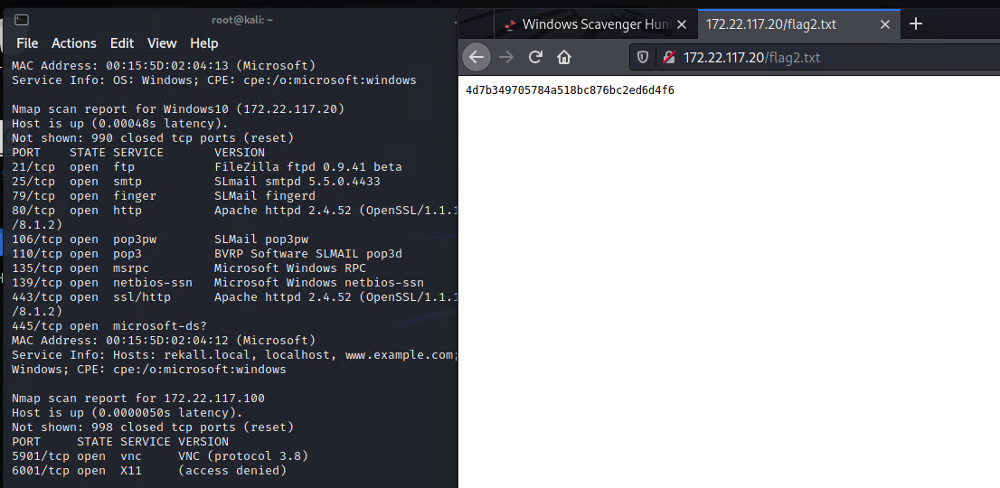 root@kali: ~
File Actions Edit View Help
MAC Address: 00:15:5D:02:04:13 (Microsoft)
Service Info: OS: Windows; CPE: cpe:/o:microsoft:windows
Nmap scan report for Windows10 (172.22.117.20)
Host is up (0.00048s latency).
Not shown: 990 closed tcp ports (reset)
PORT STATE SERVICE VERSION
21/tcp open ftp FileZilla ftpd 0.9.41 beta
25/tcp open smtp SLmail smtpd 5.5.0.4433
79/tcp open finger SLMail fingerd
80/tcp open http Apache httpd 2.4.52 (OpenSSL/1.1.1
/8.1.2)
106/tcp open pop3pw SLMail pop3pw
110/tcp open pop3 BVRP Software SLMAIL pop3d
135/tcp open msrpc Microsoft Windows RPC
139/tcp open netbios-ssn Microsoft Windows netbios-ssn
443/tcp open ssl/http Apache httpd 2.4.52 (OpenSSL/1.1.1
/8.1.2)
445/tcp open microsoft-ds?
MAC Address: 00:15:5D:02:04:12 (Microsoft)
Service Info: Hosts: rekall.local, localhost, www.example.com;
Windows; CPE: cpe:/o:microsoft:windows
Nmap scan report for 172.22.117.100
Host is up (0.0000050s latency).
Not shown: 998 closed tcp ports (reset)
PORT STATE SERVICE VERSION
5901/tcp open vnc VNC (protocol 3.8)
6001/tcp open X11 (access denied)
Windows Scavenger Hun
172.22.117.20/flag2.txt
172.22.117.20/flag2.txt
4d7b349705784a518bc876bc2ed6d4f6